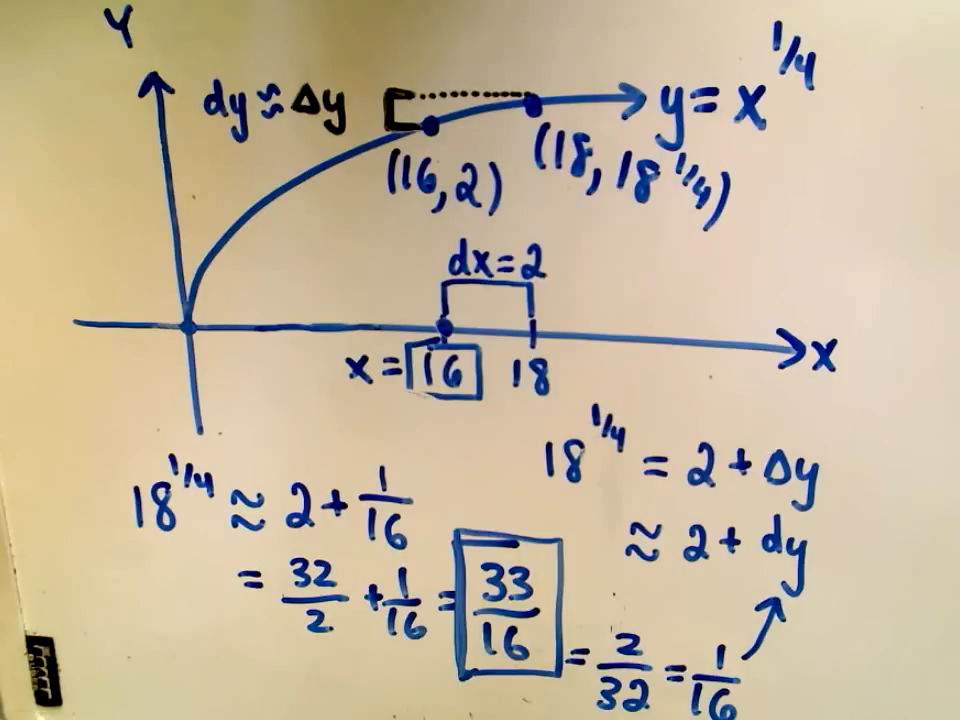 Y
dy ≈ Δy
y = x^1/4
(16, 2)
(18, 18^1/4)
dx = 2
x = 16
18
X
18^1/4 = 2 + Δy
≈ 2 + dy
18^1/4 ≈ 2 + 1/16
= 32/2 + 1/16 = 33/16
= 2/32 = 1/16